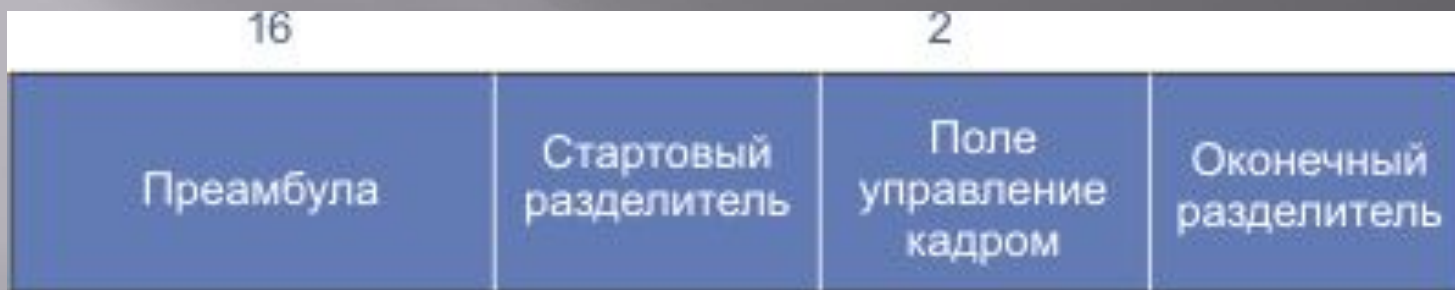 16 2
Преамбула
Стартовый
разделитель
Поле
управление
кадром
Оконечный
разделитель